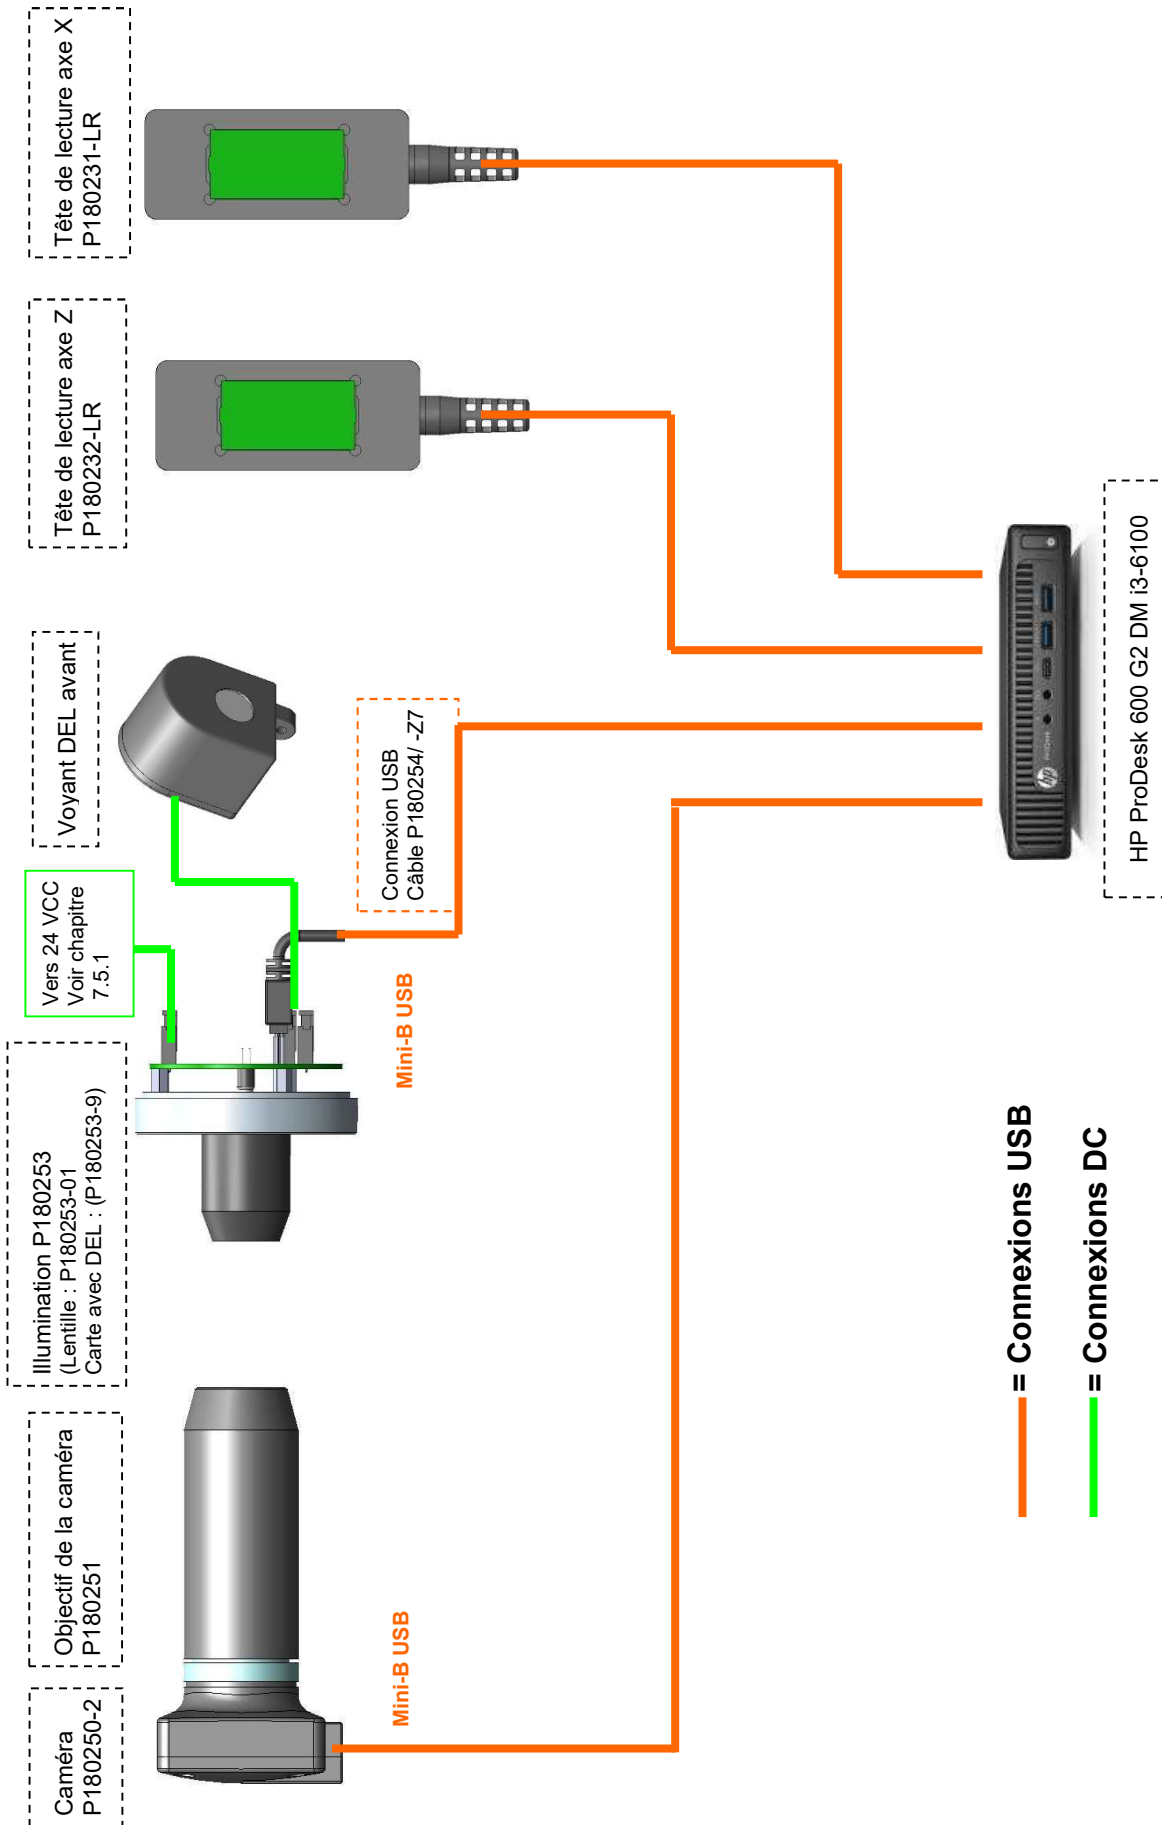 Caméra
P180250-2
Objectif de la caméra
P180251
Illumination P180253
(Lentille : P180253-01
Carte avec DEL : (P180253-9)
Vers 24 VCC
Voir chapitre
7.5.1
Voyant DEL avant
Tête de lecture axe Z
P180232-LR
Tête de lecture axe X
P180231-LR
Mini-B USB
Mini-B USB
Connexion USB
Câble P180254/ -Z7
= Connexions USB
= Connexions DC
hp
HP ProDesk 600 G2 DM i3-6100